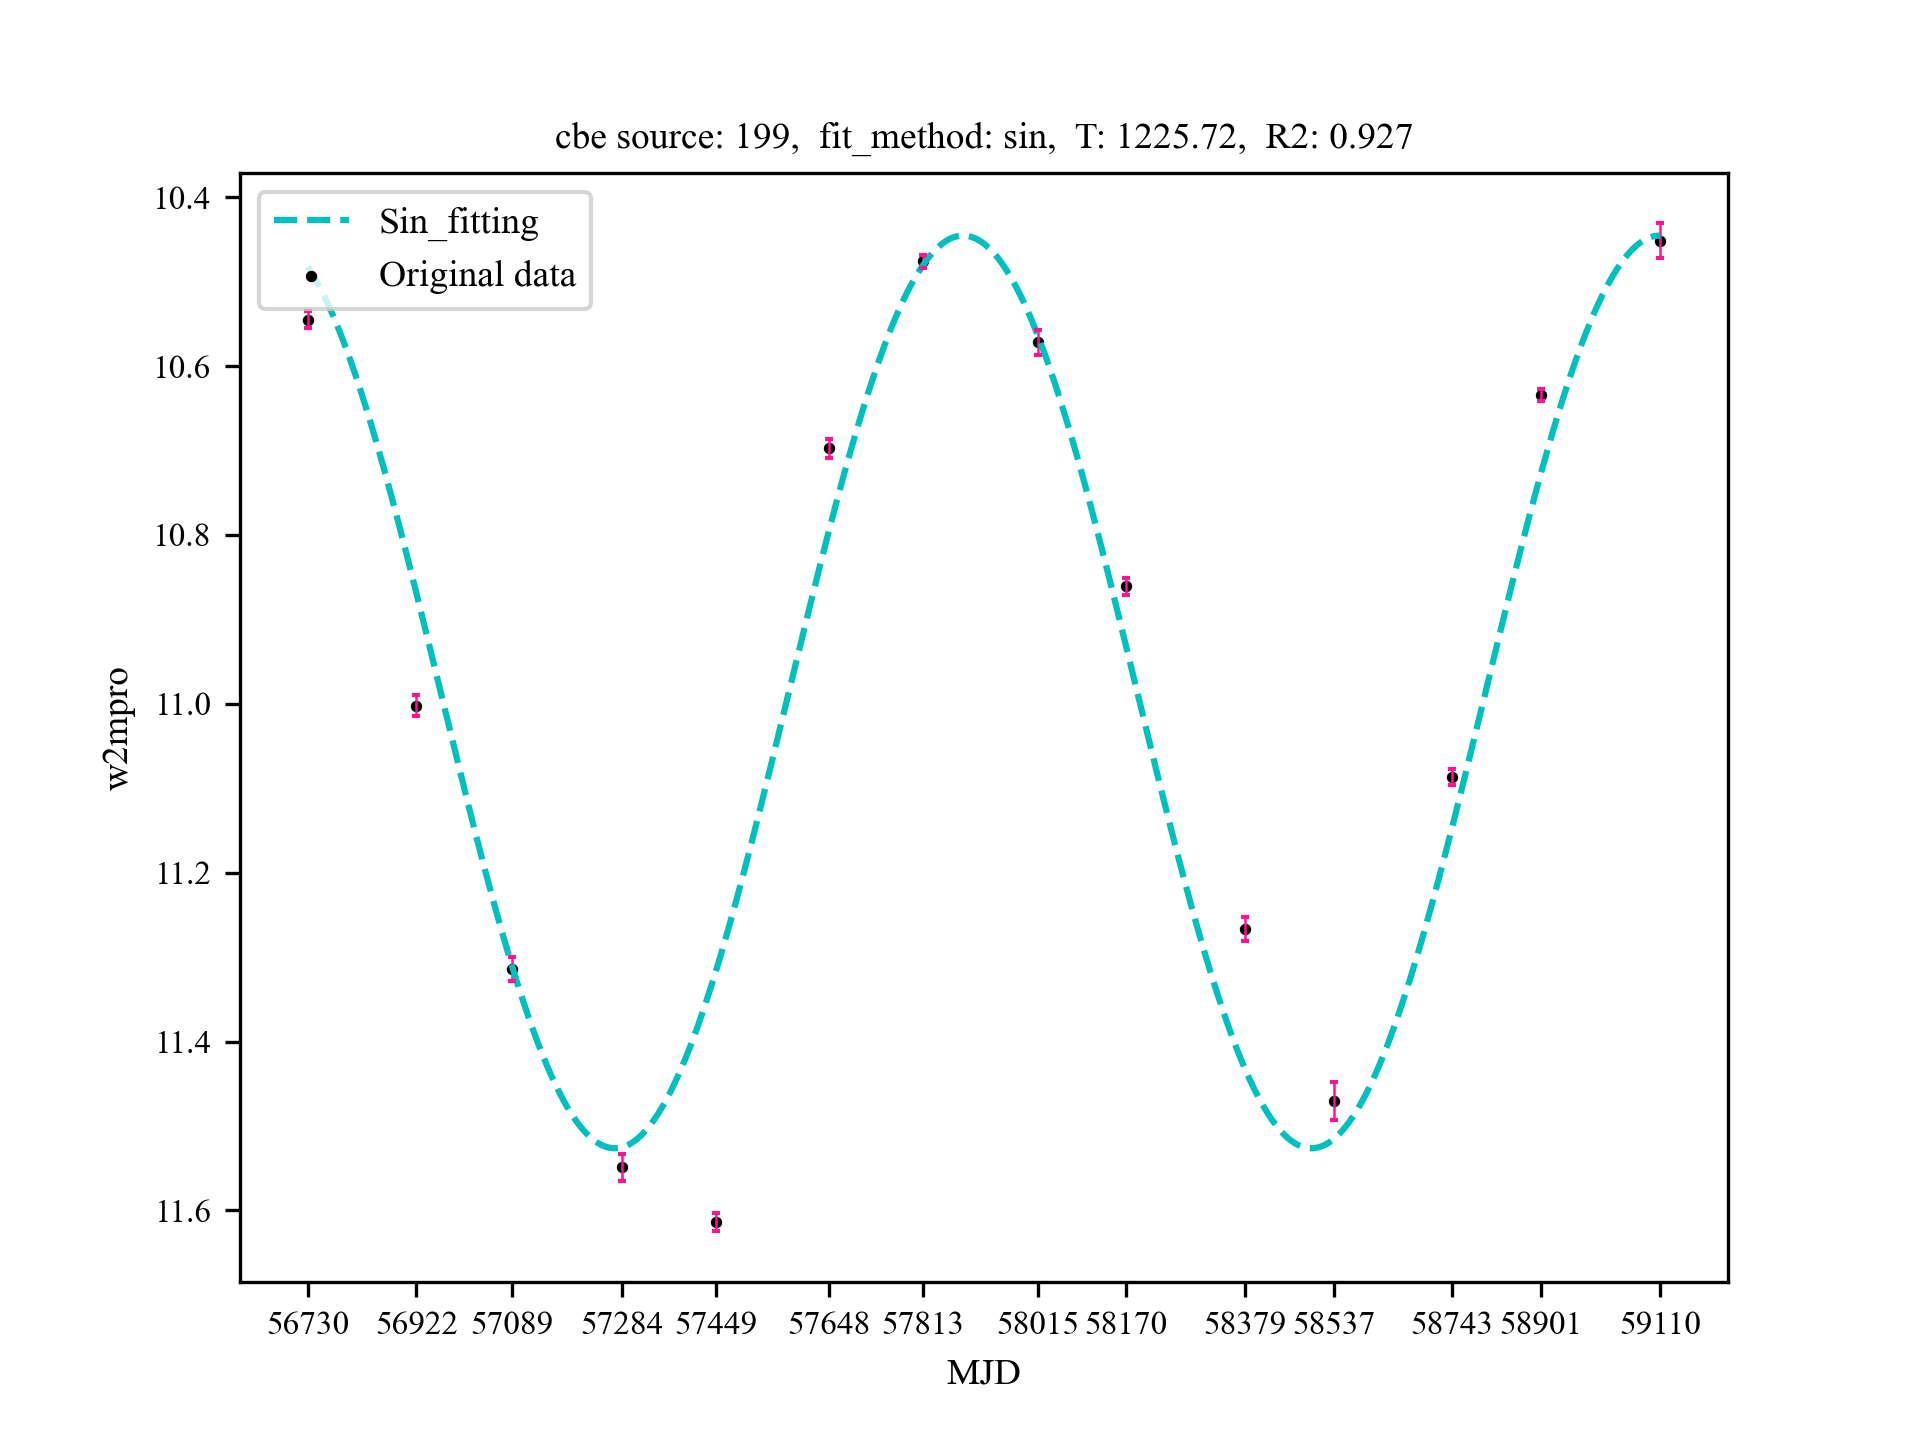 cbe source: 199,  fit_method: sin,  T: 1225.72,  R2: 0.927
Sin_fitting
Original data
10.4
10.6
10.8
11.0
11.2
11.4
11.6
w2mpro
56730 56922 57089 57284 57449 57648 57813 58015 58170 58379 58537 58743 58901 59110
MJD